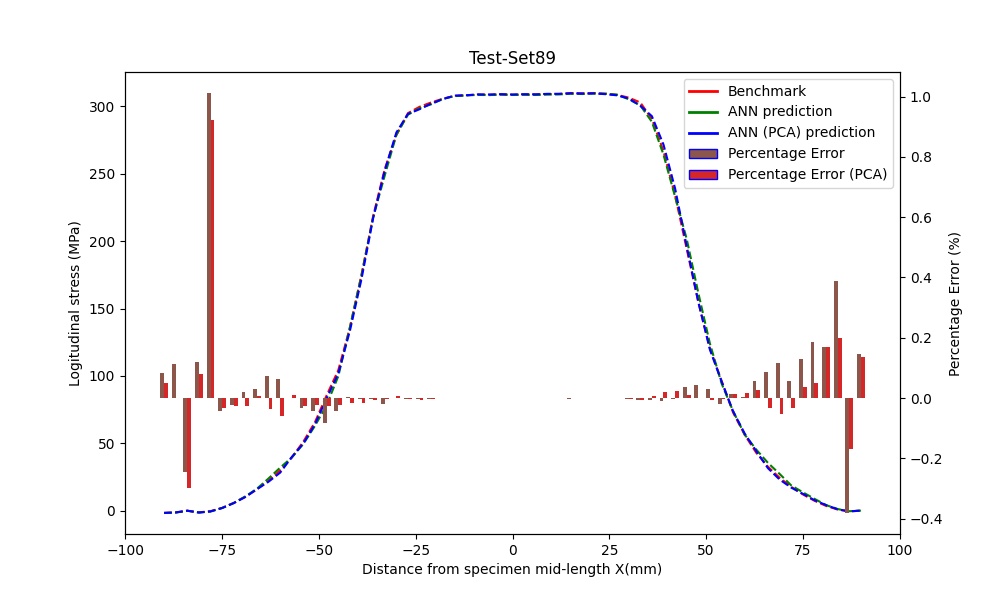 Test-Set89
Benchmark
ANN prediction
ANN (PCA) prediction
Percentage Error
Percentage Error (PCA)
Logitudinal stress (MPa)
300
250
200
150
100
50
0
Percentage Error (%)
1.0
0.8
0.6
0.4
0.2
0.0
−0.2
−0.4
−100 −75 −50 −25 0 25 50 75 100
Distance from specimen mid-length X(mm)